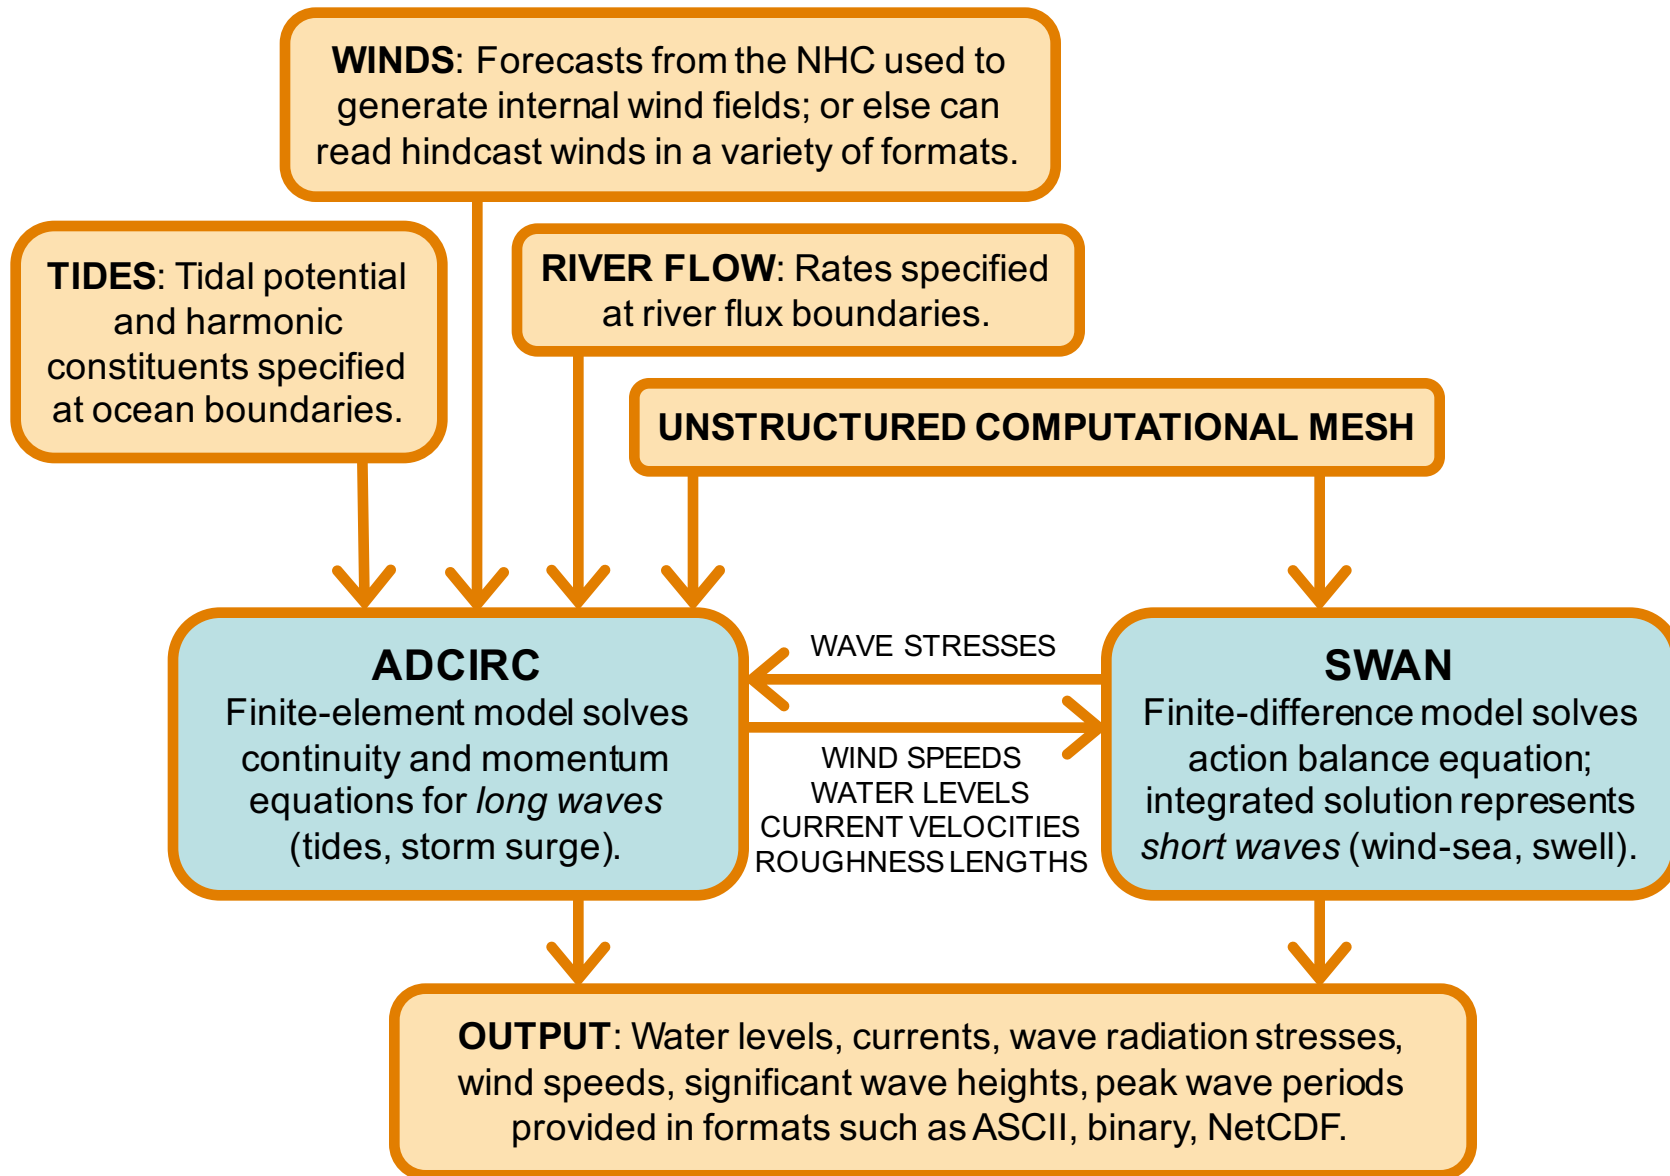 WINDS: Forecasts from the NHC used to
generate internal wind fields; or else can
read hindcast winds in a variety of formats.
TIDES: Tidal potential
and harmonic
constituents specified
at ocean boundaries.
RIVER FLOW: Rates specified
at river flux boundaries.
UNSTRUCTURED COMPUTATIONAL MESH
ADCIRC
Finite-element model solves
continuity and momentum
equations for long waves
(tides, storm surge).
WAVE STRESSES
WIND SPEEDS
WATER LEVELS
CURRENT VELOCITIES
ROUGHNESS LENGTHS
SWAN
Finite-difference model solves
action balance equation;
integrated solution represents
short waves (wind-sea, swell).
OUTPUT: Water levels, currents, wave radiation stresses,
wind speeds, significant wave heights, peak wave periods
provided in formats such as ASCII, binary, NetCDF.